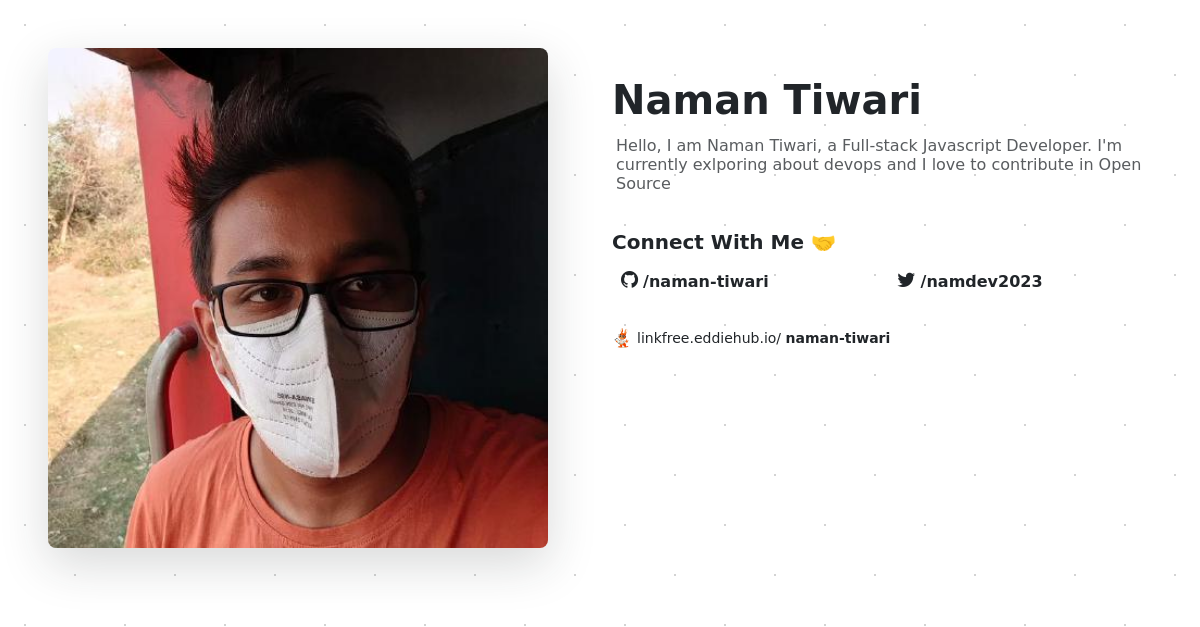 Naman Tiwari
Hello, I am Naman Tiwari, a Full-stack Javascript Developer. I'm
currently exlporing about devops and I love to contribute in Open
Source
Connect With Me 🤝
/naman-tiwari
/namdev2023
linkfree.eddiehub.io/ naman-tiwari